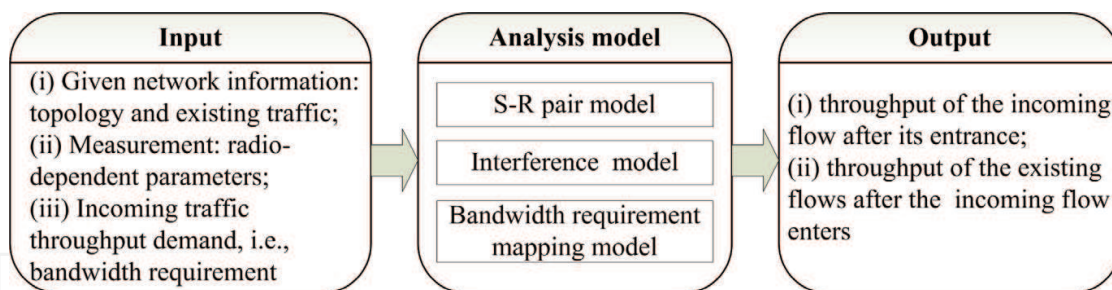 Input
(i) Given network information:
topology and existing traffic;
(ii) Measurement: radio-
dependent parameters;
(iii) Incoming traffic
throughput demand, i.e.,
bandwidth requirement
Analysis model
S-R pair model
Interference model
Bandwidth requirement
mapping model
Output
(i) throughput of the incoming
flow after its entrance;
(ii) throughput of the existing
flows after the incoming flow
enters